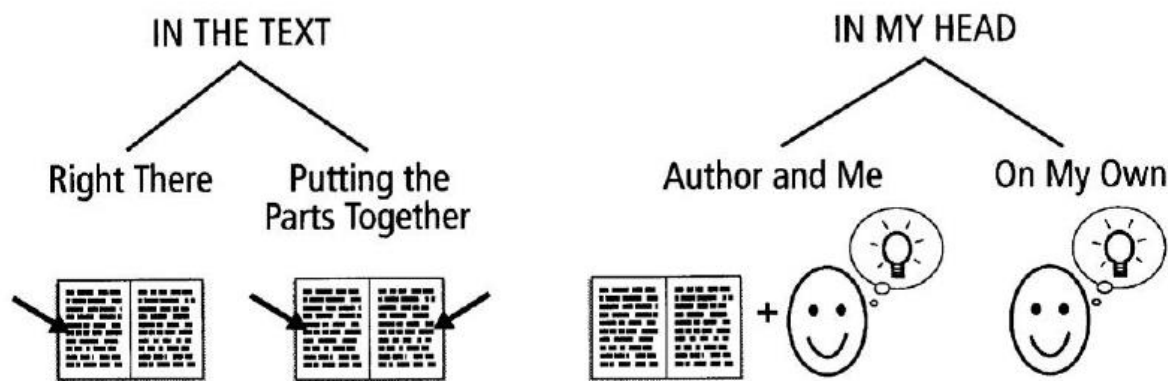 IN THE TEXT
IN MY HEAD
Right There
Putting the
Parts Together
Author and Me
On My Own
+